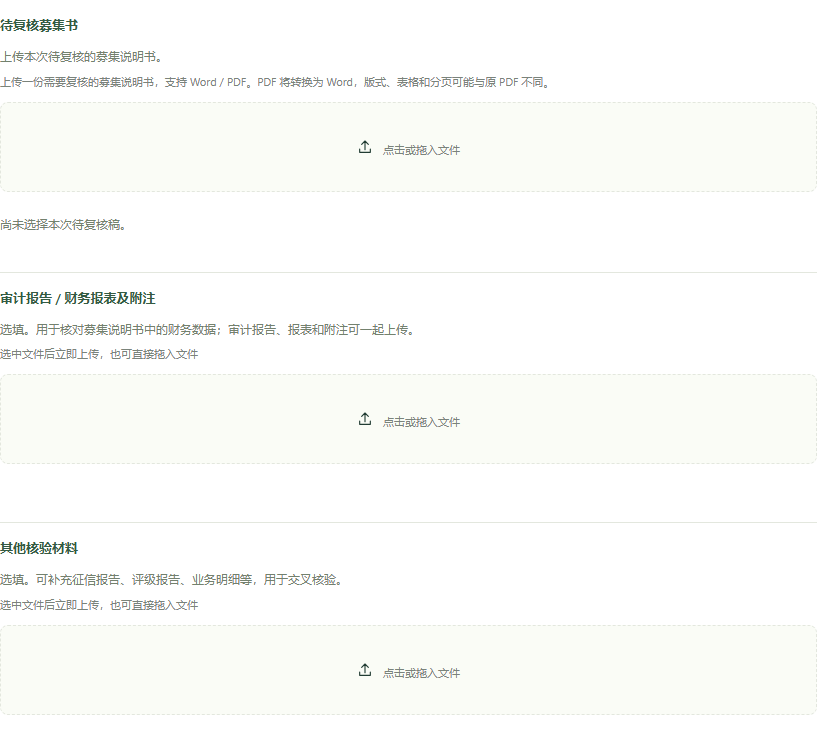 待复核募集书
上传本次待复核的募集说明书。
上传一份需要复核的募集说明书，支持 Word / PDF。PDF 将转换为 Word，版式、表格和分页可能与原 PDF 不同。
点击或拖入文件
尚未选择本次待复核稿。
审计报告 / 财务报表及附注
选填。用于核对募集说明书中的财务数据；审计报告、报表和附注可一起上传。
选中文件后立即上传，也可直接拖入文件
点击或拖入文件
其他核验材料
选填。可补充征信报告、评级报告、业务明细等，用于交叉核验。
选中文件后立即上传，也可直接拖入文件
点击或拖入文件